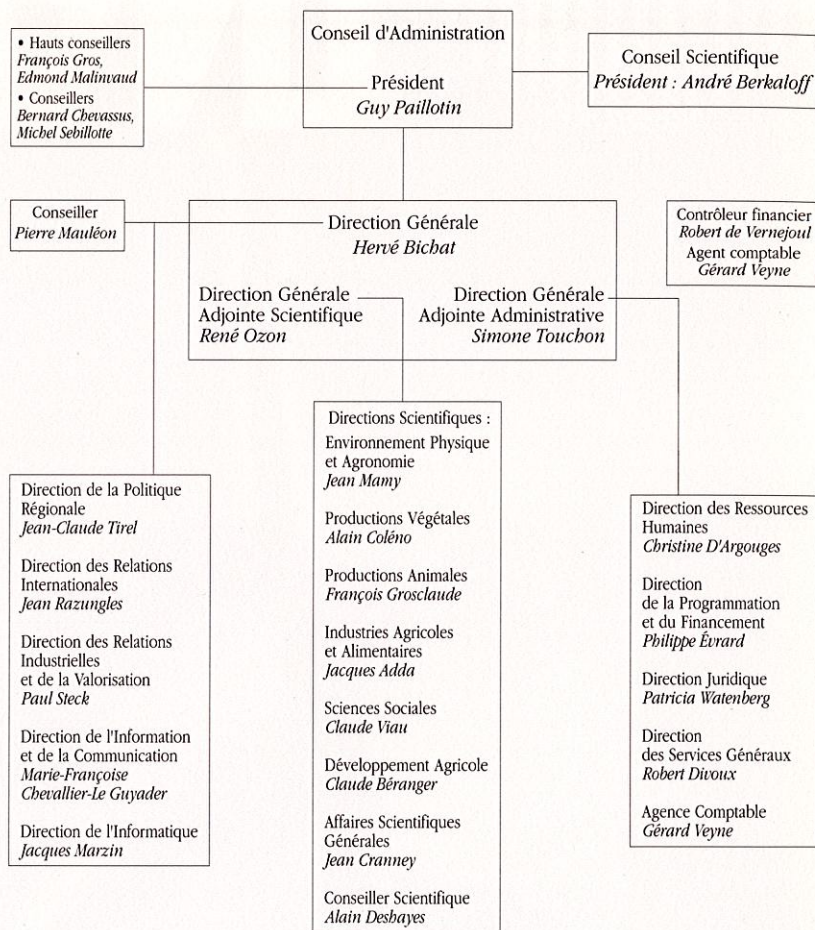 • Hauts conseillers
François Gros,
Edmond Malinvaud
• Conseillers
Bernard Chevassus,
Michel Sebillotte
Conseil d'Administration
Président
Guy Paillotin
Conseil Scientifique
Président : André Berkaloff
Conseiller
Pierre Mauléon
Direction Générale
Hervé Bichat
Direction Générale
Adjointe Scientifique
René Ozon
Direction Générale
Adjointe Administrative
Simone Touchon
Contrôleur financier
Robert de Vernejoul
Agent comptable
Gérard Veyne
Direction de la Politique
Régionale
Jean-Claude Tirel
Direction des Relations
Internationales
Jean Razungles
Direction des Relations
Industrielles
et de la Valorisation
Paul Steck
Direction de l'Information
et de la Communication
Marie-Françoise
Chevallier-Le Guyader
Direction de l'Informatique
Jacques Marzin
Directions Scientifiques :
Environnement Physique
et Agronomie
Jean Mamy
Productions Végétales
Alain Coléno
Productions Animales
François Grosclaude
Industries Agricoles
et Alimentaires
Jacques Adda
Sciences Sociales
Claude Viau
Développement Agricole
Claude Béranger
Affaires Scientifiques
Générales
Jean Cranney
Conseiller Scientifique
Alain Deshayes
Direction des Ressources
Humaines
Christine D'Argouges
Direction
de la Programmation
et du Financement
Philippe Évrard
Direction Juridique
Patricia Watenberg
Direction
des Services Généraux
Robert Divoux
Agence Comptable
Gérard Veyne